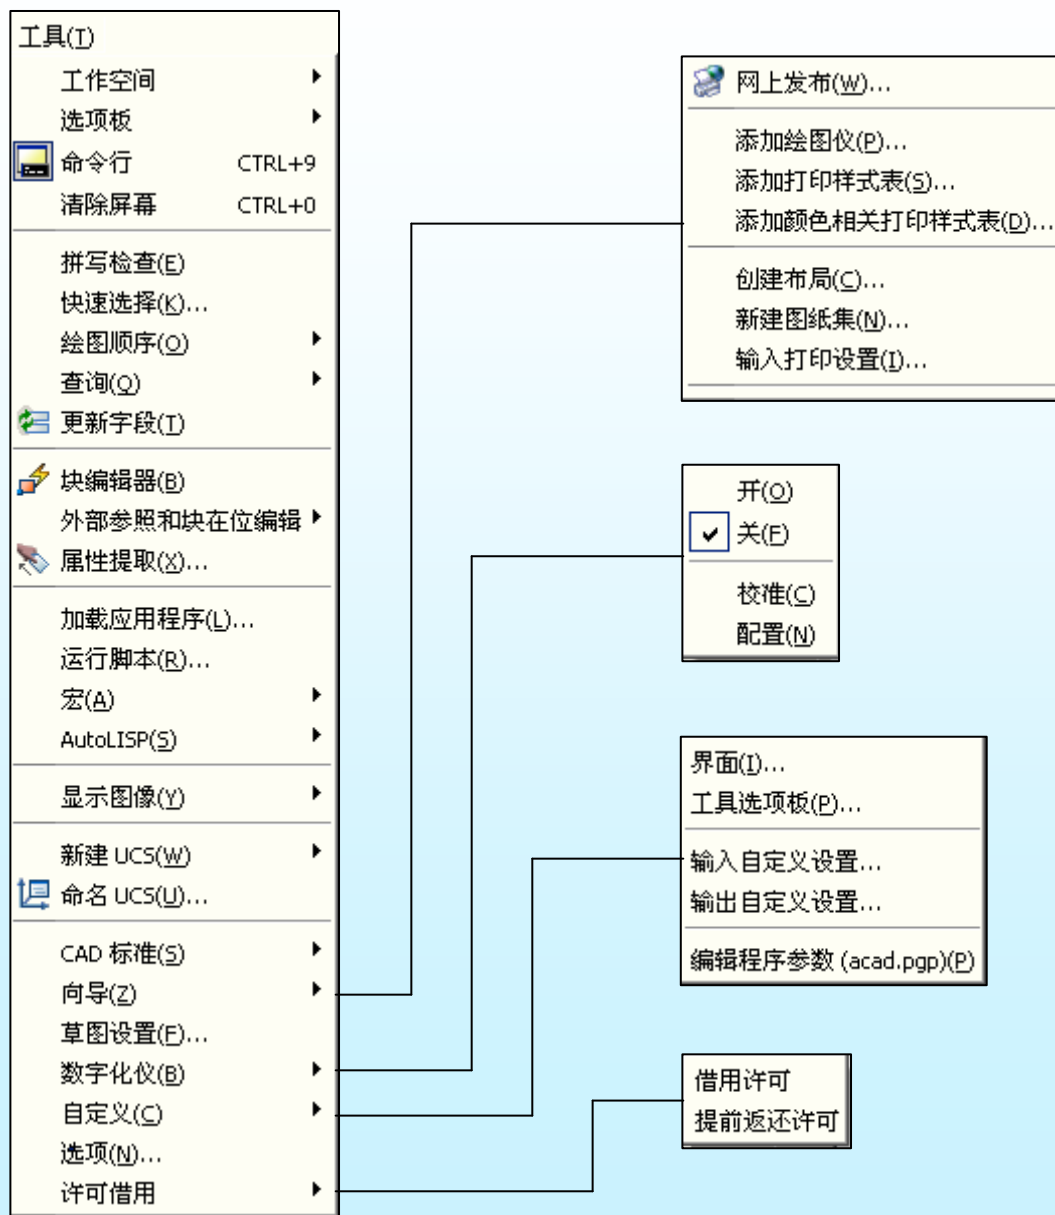 工具(T)
工作空间
选项板
命令行 CTRL+9
清除屏幕 CTRL+0
拼写检查(E)
快速选择(K)...
绘图顺序(O)
查询(Q)
更新字段(T)
块编辑器(B)
外部参照和块在位编辑
属性提取(X)...
加载应用程序(L)...
运行脚本(R)...
宏(A)
AutoLISP(S)
显示图像(Y)
新建 UCS(W)
命名 UCS(U)...
CAD 标准(S)
向导(Z)
草图设置(F)...
数字化仪(B)
自定义(C)
选项(N)...
许可借用
网上发布(W)...
添加绘图仪(P)...
添加打印样式表(S)...
添加颜色相关打印样式表(D)...
创建布局(C)...
新建图纸集(N)...
输入打印设置(I)...
开(O)
关(F)
校准(C)
配置(N)
界面(I)...
工具选项板(P)...
输入自定义设置...
输出自定义设置...
编辑程序参数 (acad.pgp)(P)
借用许可
提前返还许可